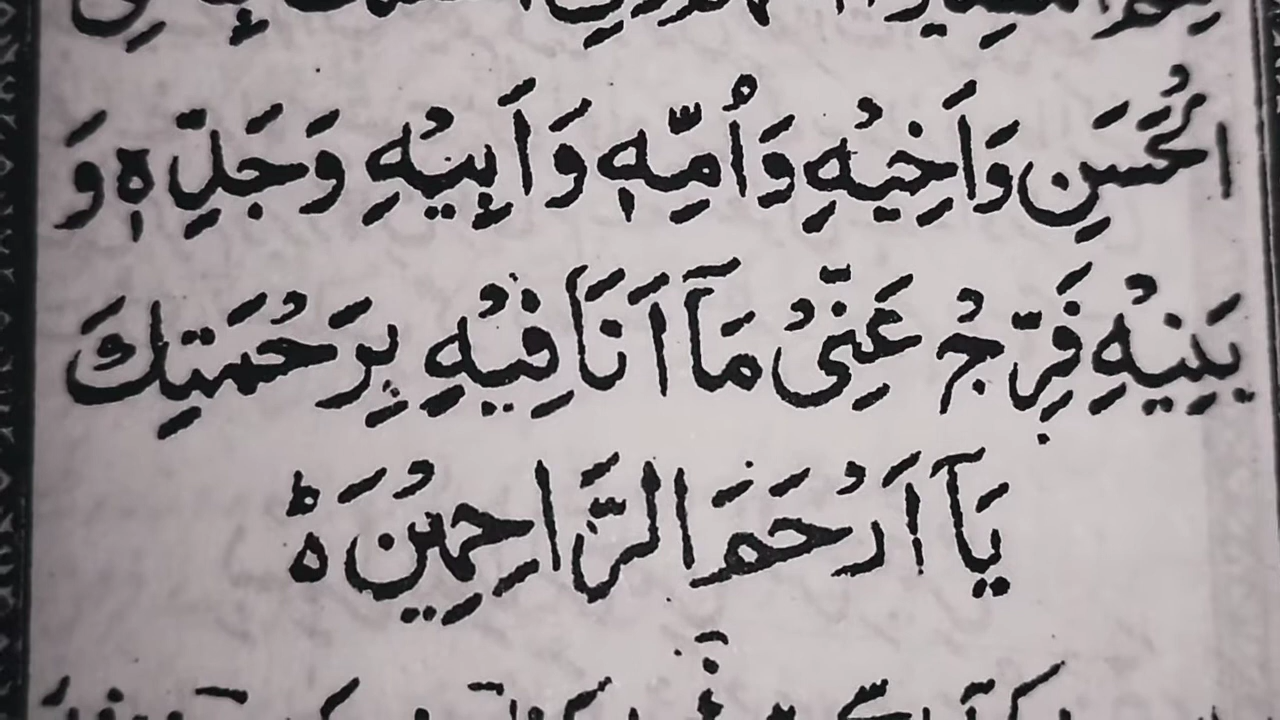 الْحَسَنِ وَاَخِيْهِ وَاُمِّهٖ وَاَبِيْهِ وَجَلِّهٖ وَ
بَنِيْهِ فَرِّجْ عَنِّىْ مَآ اَنَا فِيْهِ بِرَحْمَتِكَ
يَآ اَرْحَمَ الرَّاحِمِيْنَ ہ